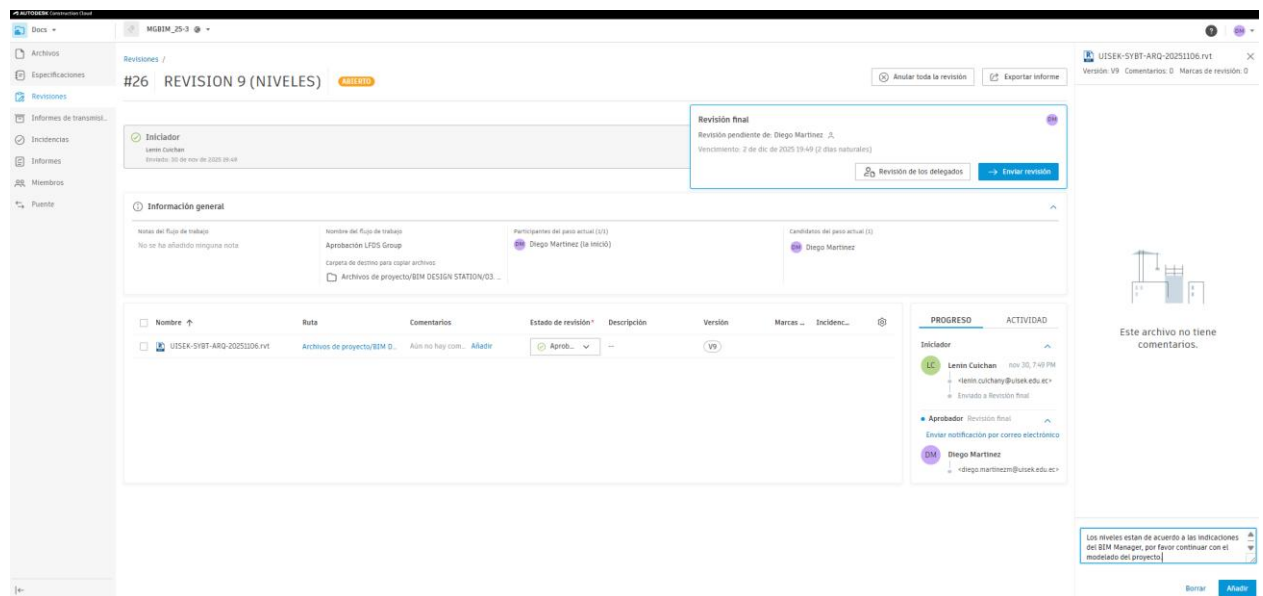 AUTODESK Construction Cloud
Docs
MGBIM_25-3
DM
Archivos
Especificaciones
Revisiones
Informes de transmisi...
Incidencias
Informes
Miembros
Puente
Revisiones /
#26 REVISION 9 (NIVELES) ABIERTO
Anular toda la revisión
Exportar informe
Iniciador
Lenin Cuichan
Enviado: 30 de nov de 2025 19:49
Revisión final
DM
Revisión pendiente de: Diego Martinez
Vencimiento: 2 de dic de 2025 19:49 (2 días naturales)
Revisión de los delegados
Enviar revisión
Información general
Notas del flujo de trabajo
No se ha añadido ninguna nota
Nombre del flujo de trabajo
Aprobación LFDS Group
Carpeta de destino para copiar archivos
Archivos de proyecto/BIM DESIGN STATION/03. ...
Participantes del paso actual (1/1)
DM Diego Martinez (la inició)
Candidatos del paso actual (1)
DM Diego Martinez
Nombre Ruta Comentarios Estado de revisión* Descripción Versión Marcas ... Incidenc...
UISEK-SYBT-ARQ-20251106.rvt Archivos de proyecto/BIM D... Aún no hay com... Añadir Aprob... -- V9
PROGRESO ACTIVIDAD
Iniciador
LC Lenin Cuichan nov 30, 7:49 PM
<lenin.cuichany@uisek.edu.ec>
Enviado a Revisión final
Aprobador Revisión final
Enviar notificación por correo electrónico
DM Diego Martinez
<diego.martinezm@uisek.edu.ec>
UISEK-SYBT-ARQ-20251106.rvt
Versión: V9 Comentarios: 0 Marcas de revisión: 0
Este archivo no tiene
comentarios.
Los niveles estan de acuerdo a las indicaciones
del BIM Manager, por favor continuar con el
modelado del proyecto.
Borrar
Añadir